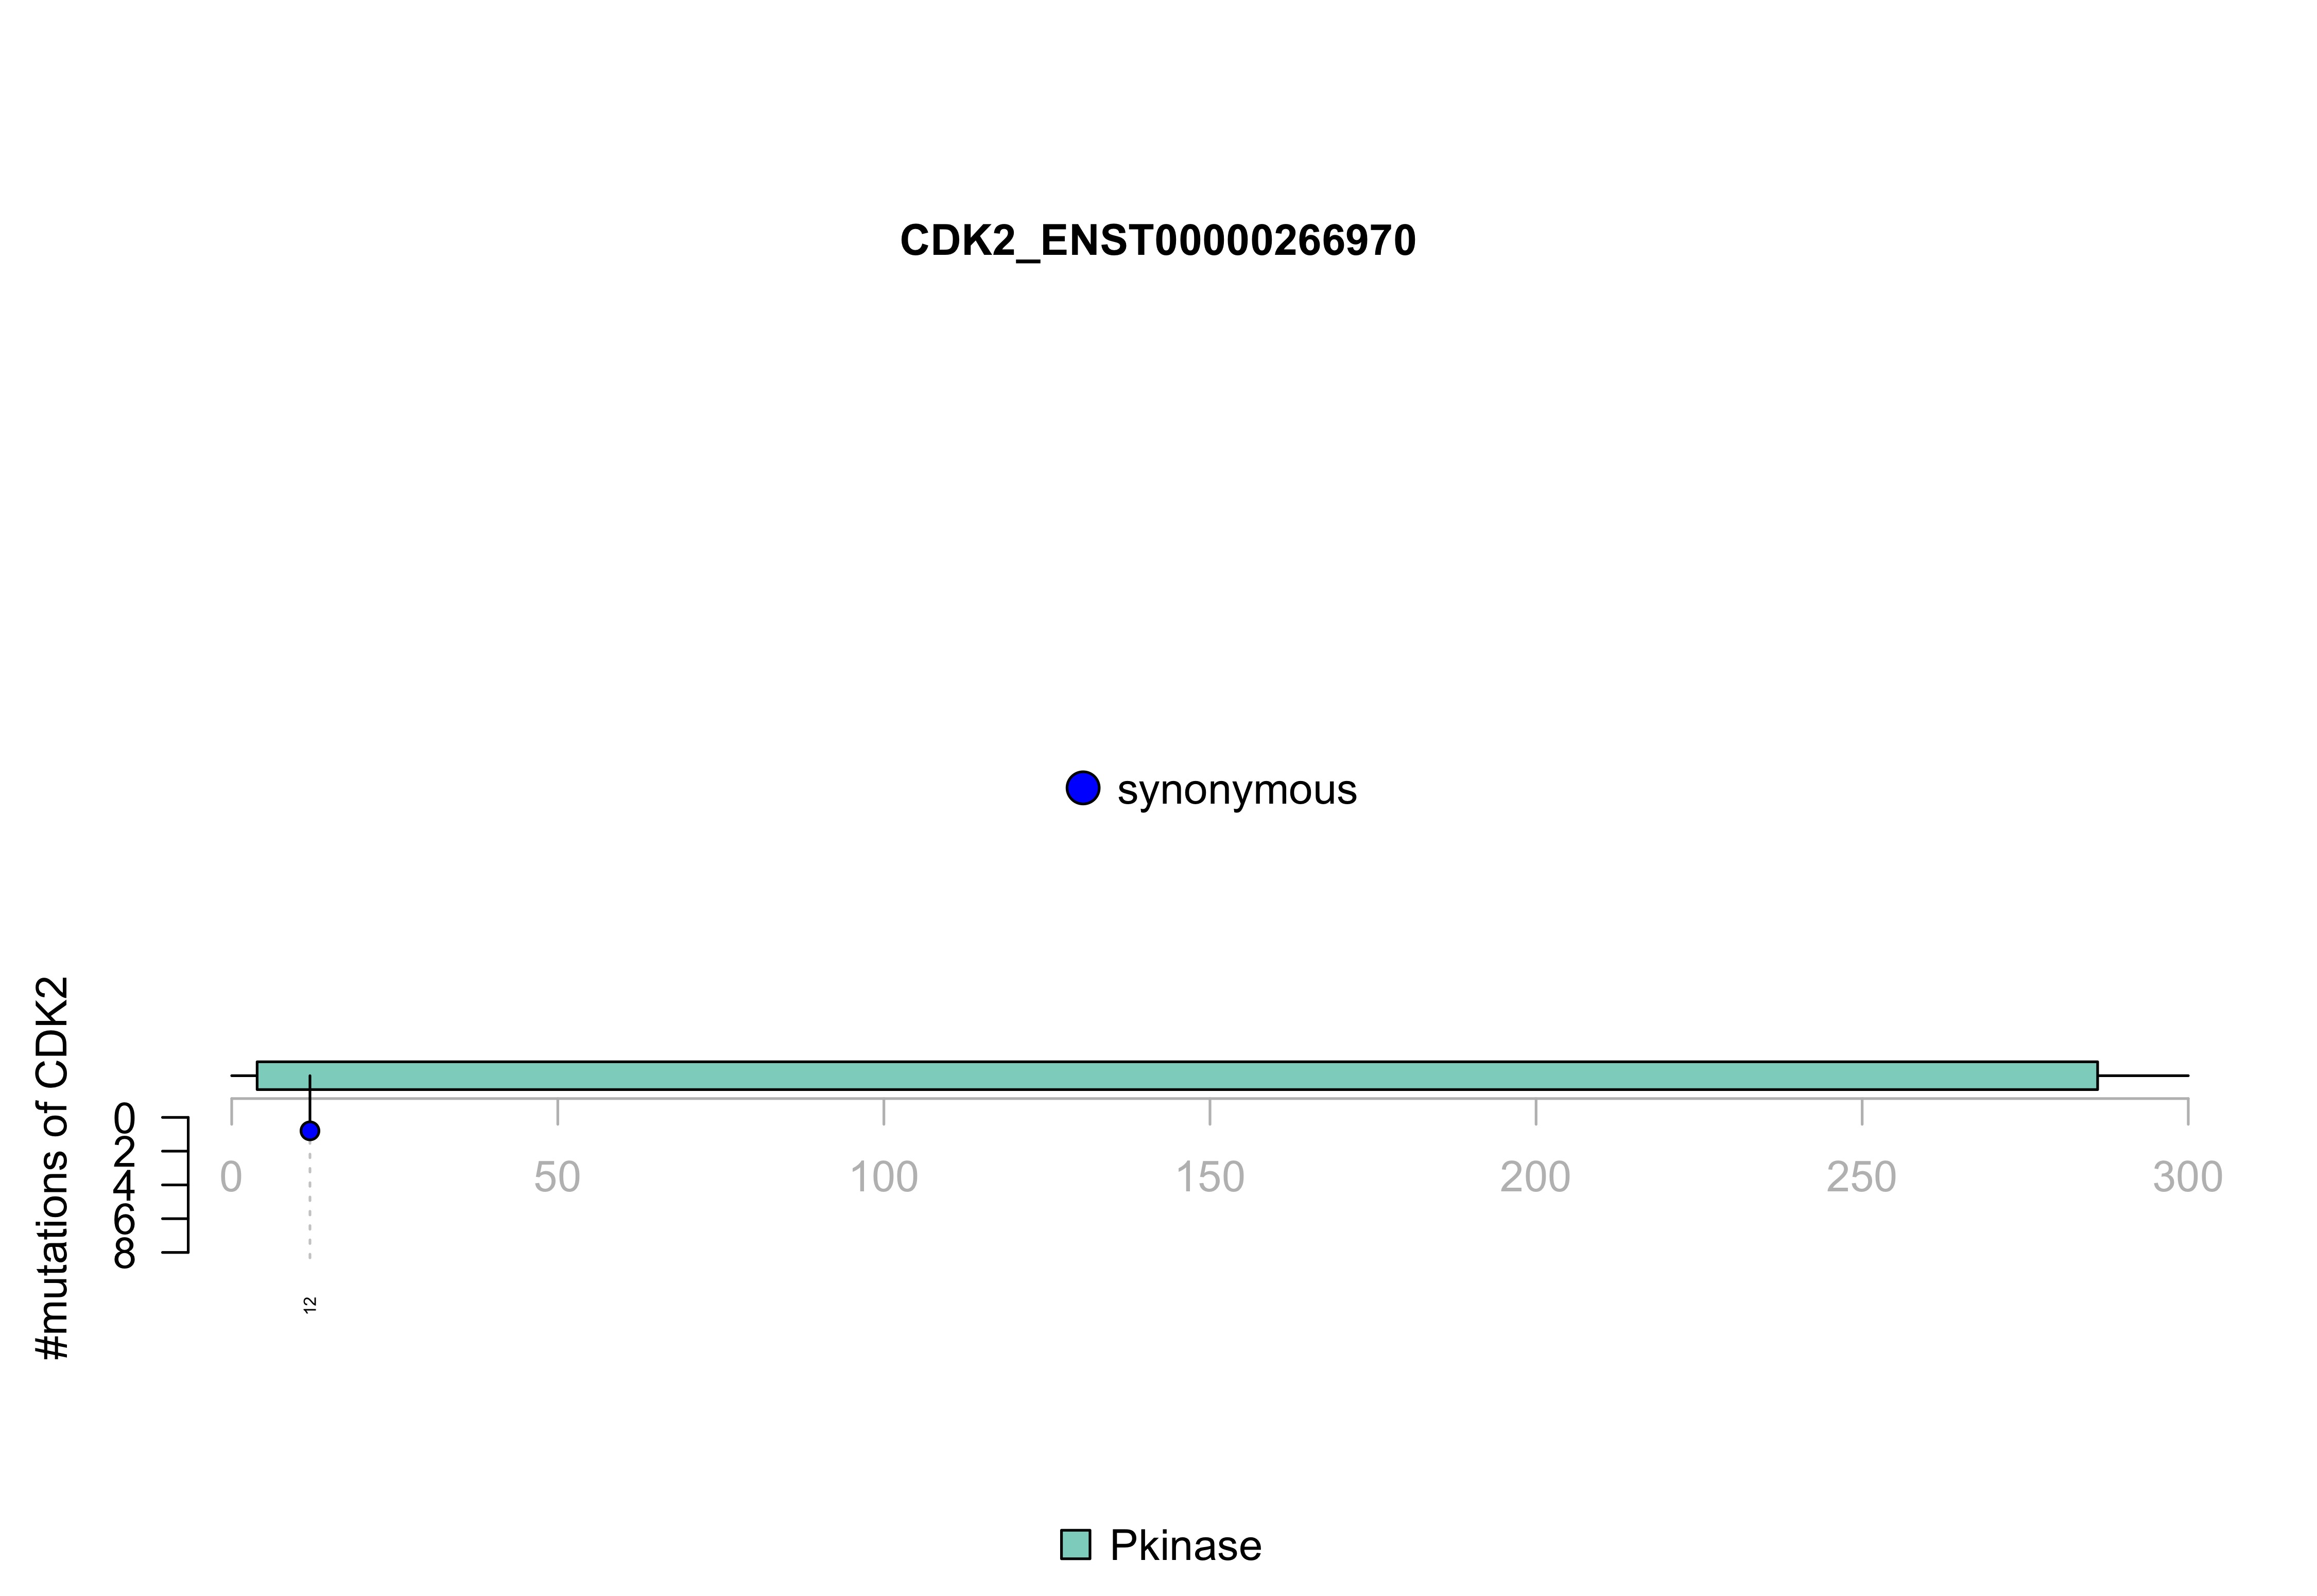 CDK2_ENST00000266970
synonymous
#mutations of CDK2
0
2
4
6
8
0 50 100 150 200 250 300
12
Pkinase